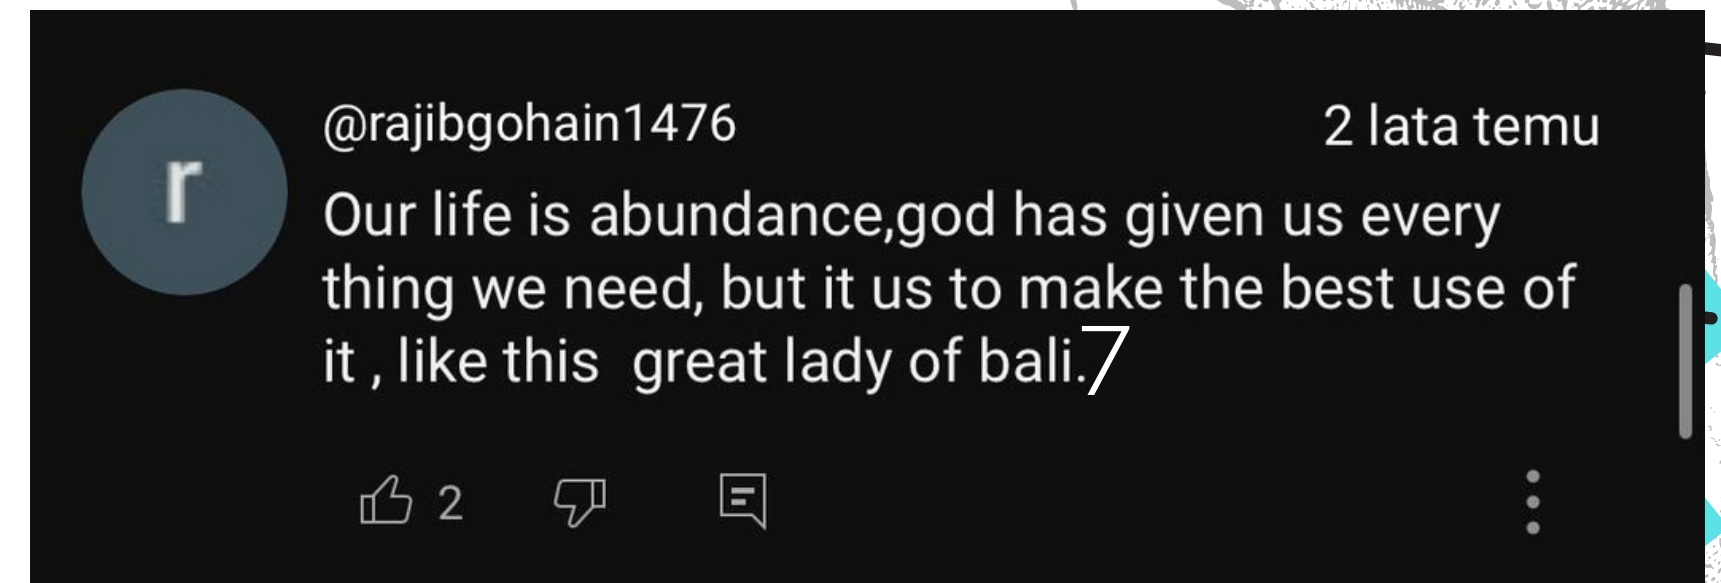 r
@rajibgohain1476 2 lata temu
Our life is abundance,god has given us every
thing we need, but it us to make the best use of
it , like this  great lady of bali.7
2